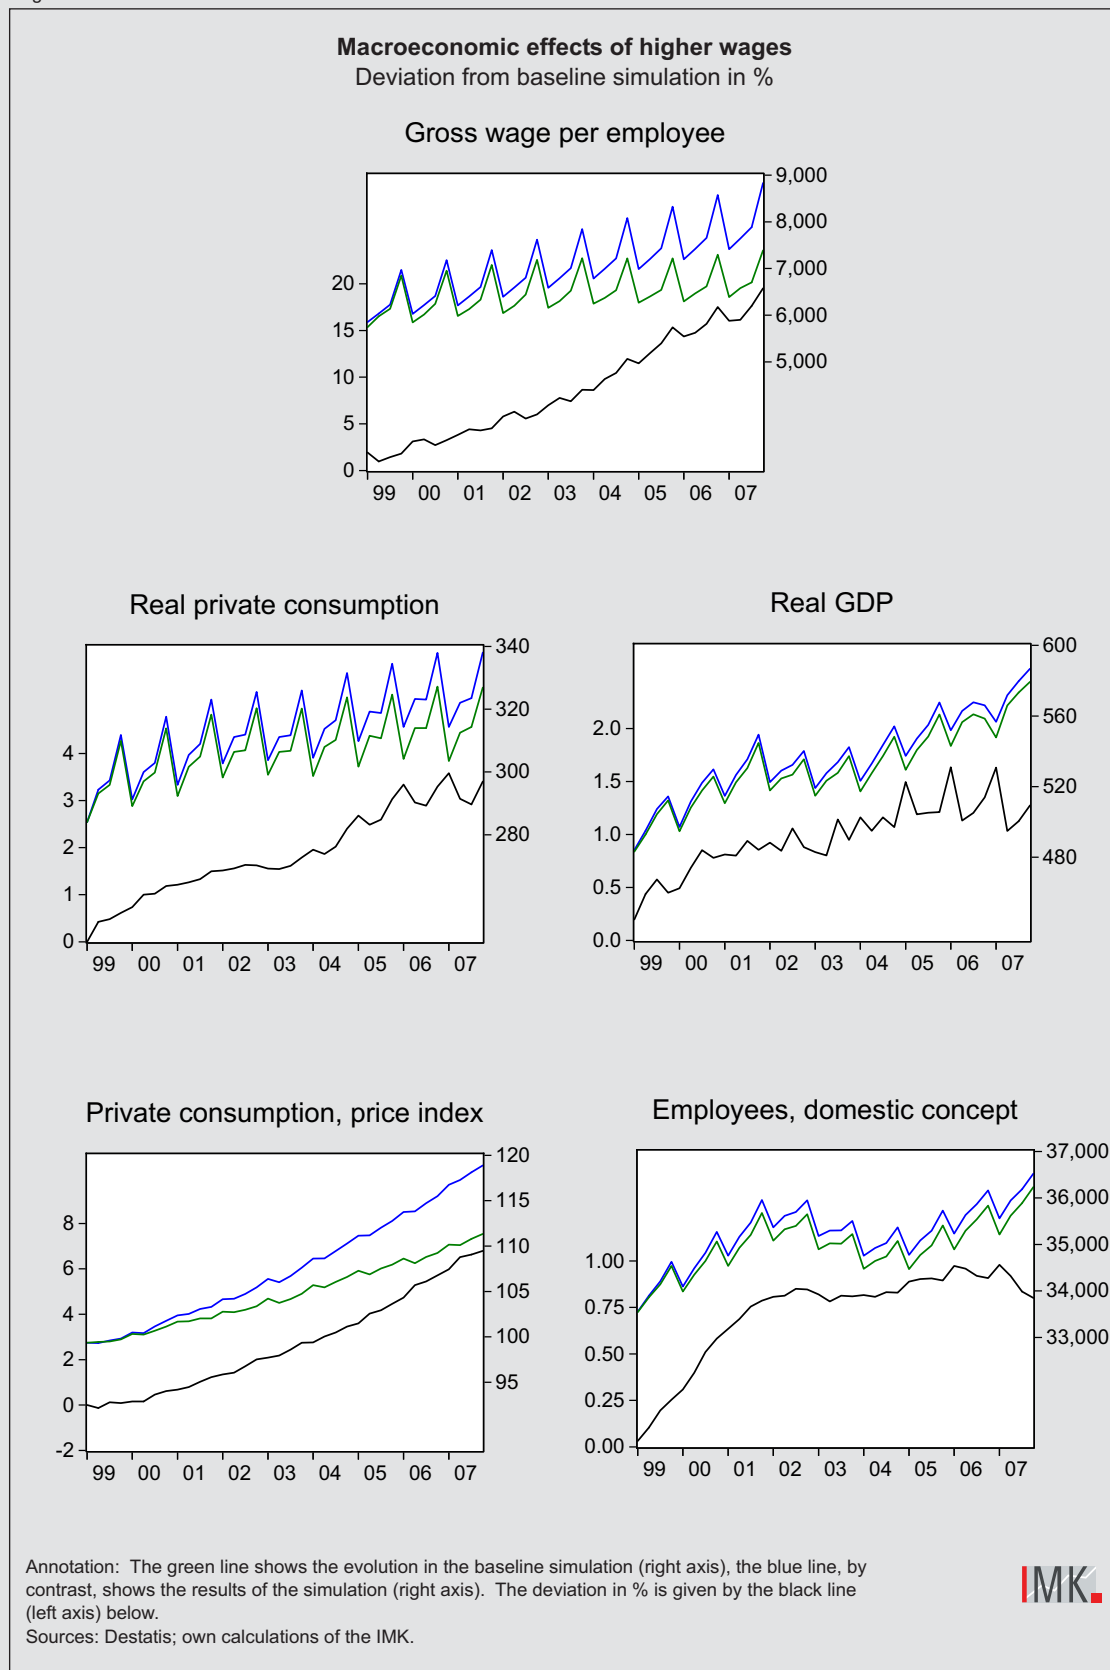 Macroeconomic effects of higher wages
Deviation from baseline simulation in %
Gross wage per employee
9,000
8,000
7,000
6,000
5,000
20
15
10
5
0
99 00 01 02 03 04 05 06 07
Real private consumption
340
320
300
280
4
3
2
1
0
99 00 01 02 03 04 05 06 07
Real GDP
600
560
520
480
2.0
1.5
1.0
0.5
0.0
99 00 01 02 03 04 05 06 07
Private consumption, price index
120
115
110
105
100
95
8
6
4
2
0
-2
99 00 01 02 03 04 05 06 07
Employees, domestic concept
37,000
36,000
35,000
34,000
33,000
1.00
0.75
0.50
0.25
0.00
99 00 01 02 03 04 05 06 07
Annotation: The green line shows the evolution in the baseline simulation (right axis), the blue line, by
contrast, shows the results of the simulation (right axis). The deviation in % is given by the black line
(left axis) below.
Sources: Destatis; own calculations of the IMK.
IMK.